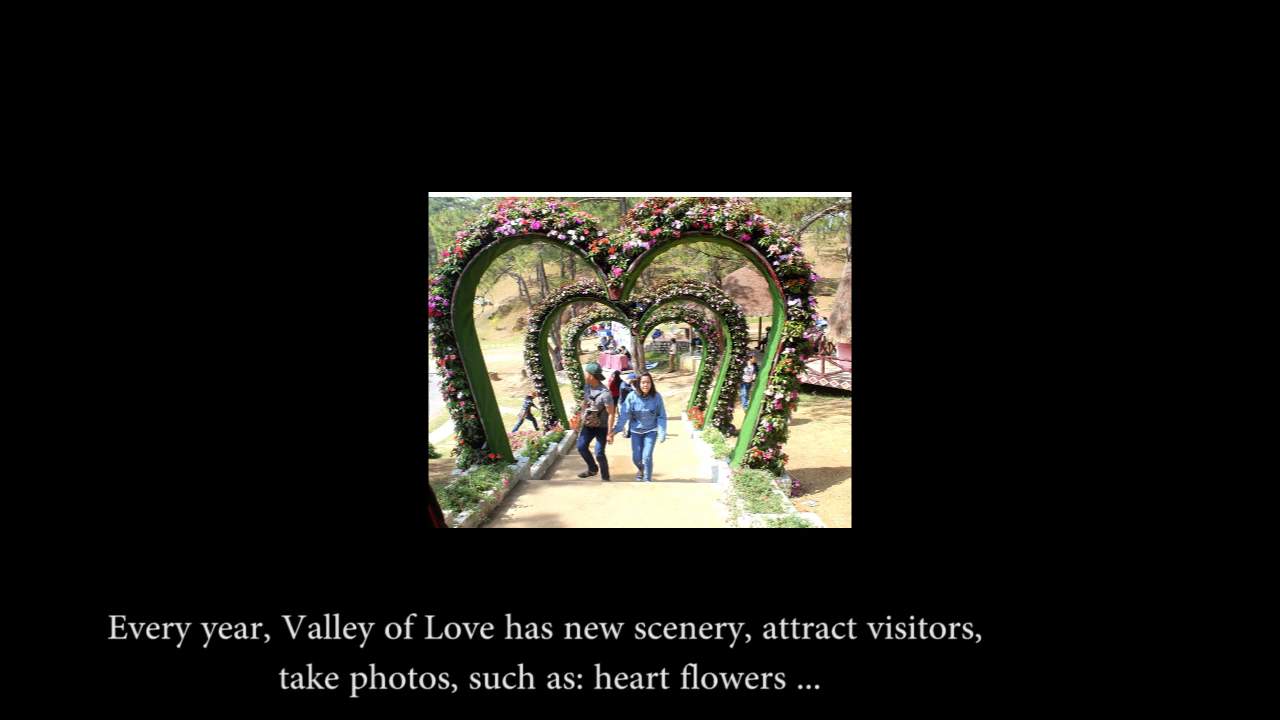 Every year, Valley of Love has new scenery, attract visitors,
take photos, such as: heart flowers ...